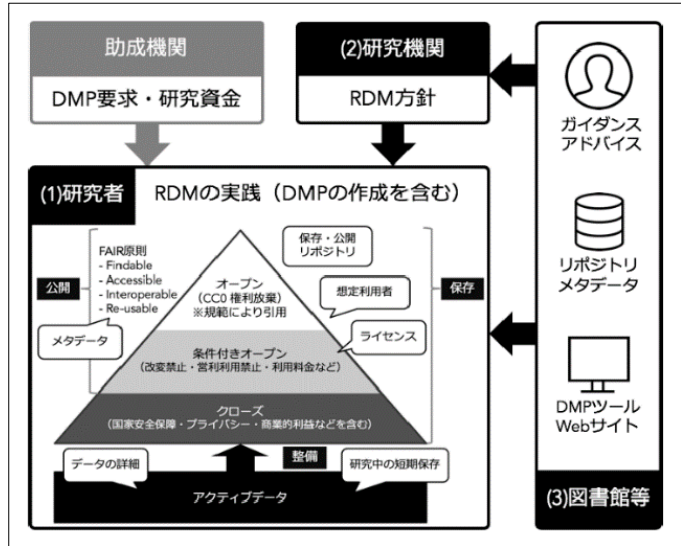 助成機関
DMP要求・研究資金
(2)研究機関
RDM方針
ガイダンス
アドバイス
リポジトリ
メタデータ
DMPツール
Webサイト
(3)図書館等
(1)研究者
RDMの実践（DMPの作成を含む）
FAIR原則
- Findable
- Accessible
- Interoperable
- Re-usable
公開
メタデータ
保存・公開
リポジトリ
想定利用者
ライセンス
保存
オープン
（CC0 権利放棄）
※規範により引用
条件付きオープン
（改変禁止・営利利用禁止・利用料金など）
クローズ
（国家安全保障・プライバシー・商業的利益などを含む）
データの詳細
整備
研究中の短期保存
アクティブデータ